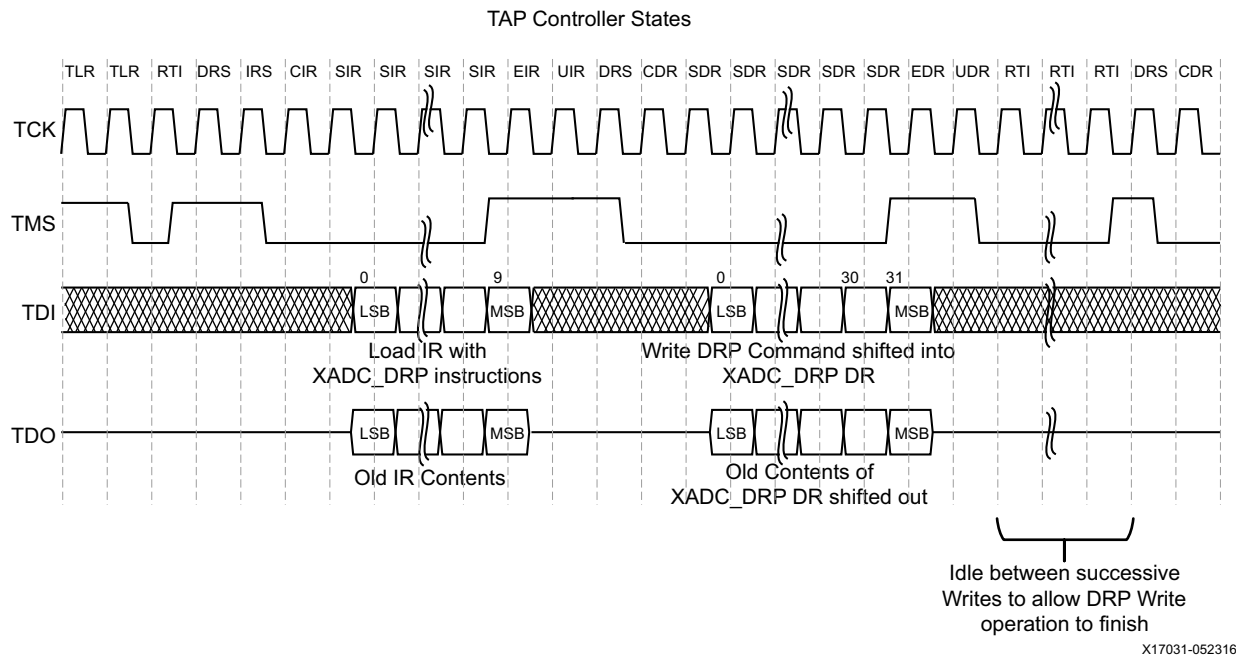 TAP Controller States
TLR TLR RTI DRS IRS CIR SIR SIR SIR SIR EIR UIR DRS CDR SDR SDR SDR SDR SDR EDR UDR RTI RTI RTI DRS CDR
TCK
TMS
0 9 0 30 31
TDI LSB MSB LSB MSB
Load IR with
XADC_DRP instructions
Write DRP Command shifted into
XADC_DRP DR
TDO LSB MSB LSB MSB
Old IR Contents
Old Contents of
XADC_DRP DR shifted out
Idle between successive
Writes to allow DRP Write
operation to finish
X17031-052316